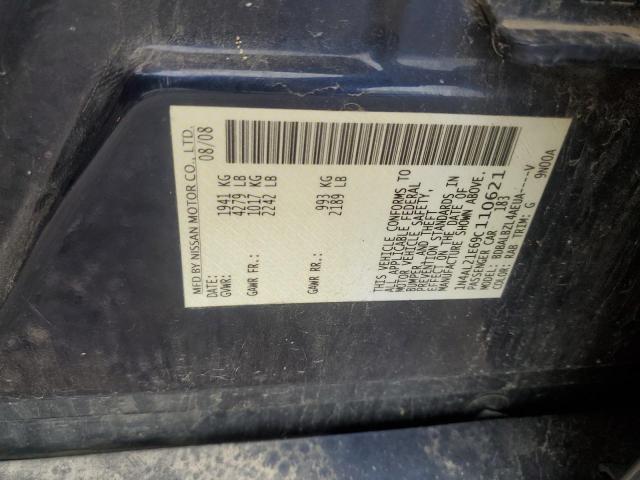 MFD BY NISSAN MOTOR CO., LTD.
DATE: 08/08
GVWR: 1941 KG
4279 LB
GAWR FR.: 1017 KG
2242 LB
GAWR RR.: 993 KG
2189 LB
THIS VEHICLE CONFORMS TO
ALL APPLICABLE FEDERAL
MOTOR VEHICLE SAFETY,
BUMPER, AND THEFT
PREVENTION STANDARDS IN
EFFECT ON THE DATE OF
MANUFACTURE SHOWN ABOVE.
1N4AL21E69C110621
PASSENGER CAR 183
MODEL: BDBALBZL4AEUA----V
COLOR: RAB TRIM: G 9N00A